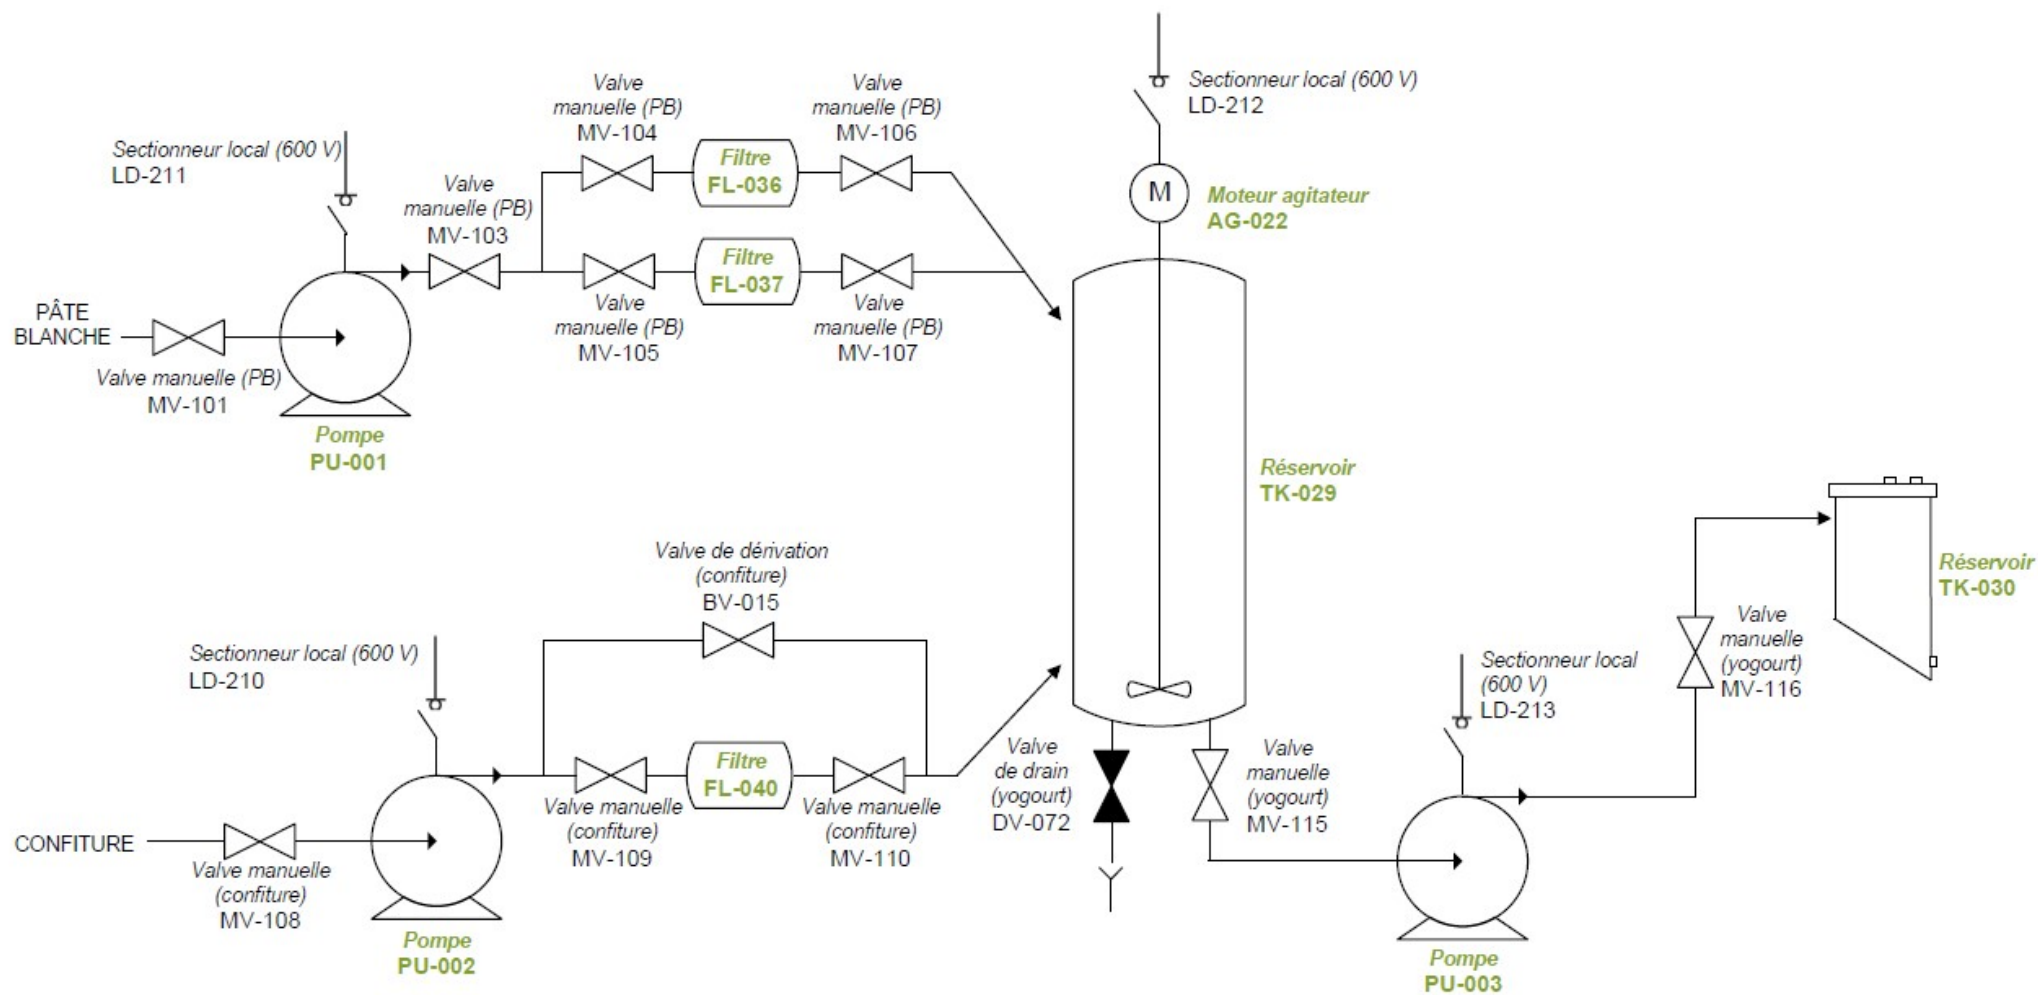 Sectionneur local (600 V)
LD-211
Valve
manuelle (PB)
MV-103
Valve
manuelle (PB)
MV-104
Filtre
FL-036
Valve
manuelle (PB)
MV-106
Filtre
FL-037
Valve
manuelle (PB)
MV-105
Valve
manuelle (PB)
MV-107
PÂTE
BLANCHE
Valve manuelle (PB)
MV-101
Pompe
PU-001
Sectionneur local (600 V)
LD-212
M
Moteur agitateur
AG-022
Réservoir
TK-029
Valve de dérivation
(confiture)
BV-015
Sectionneur local (600 V)
LD-210
Filtre
FL-040
Valve manuelle
(confiture)
MV-109
Valve manuelle
(confiture)
MV-110
CONFITURE
Valve manuelle
(confiture)
MV-108
Pompe
PU-002
Valve
de drain
(yogourt)
DV-072
Valve
manuelle
(yogourt)
MV-115
Sectionneur local
(600 V)
LD-213
Valve
manuelle
(yogourt)
MV-116
Réservoir
TK-030
Pompe
PU-003